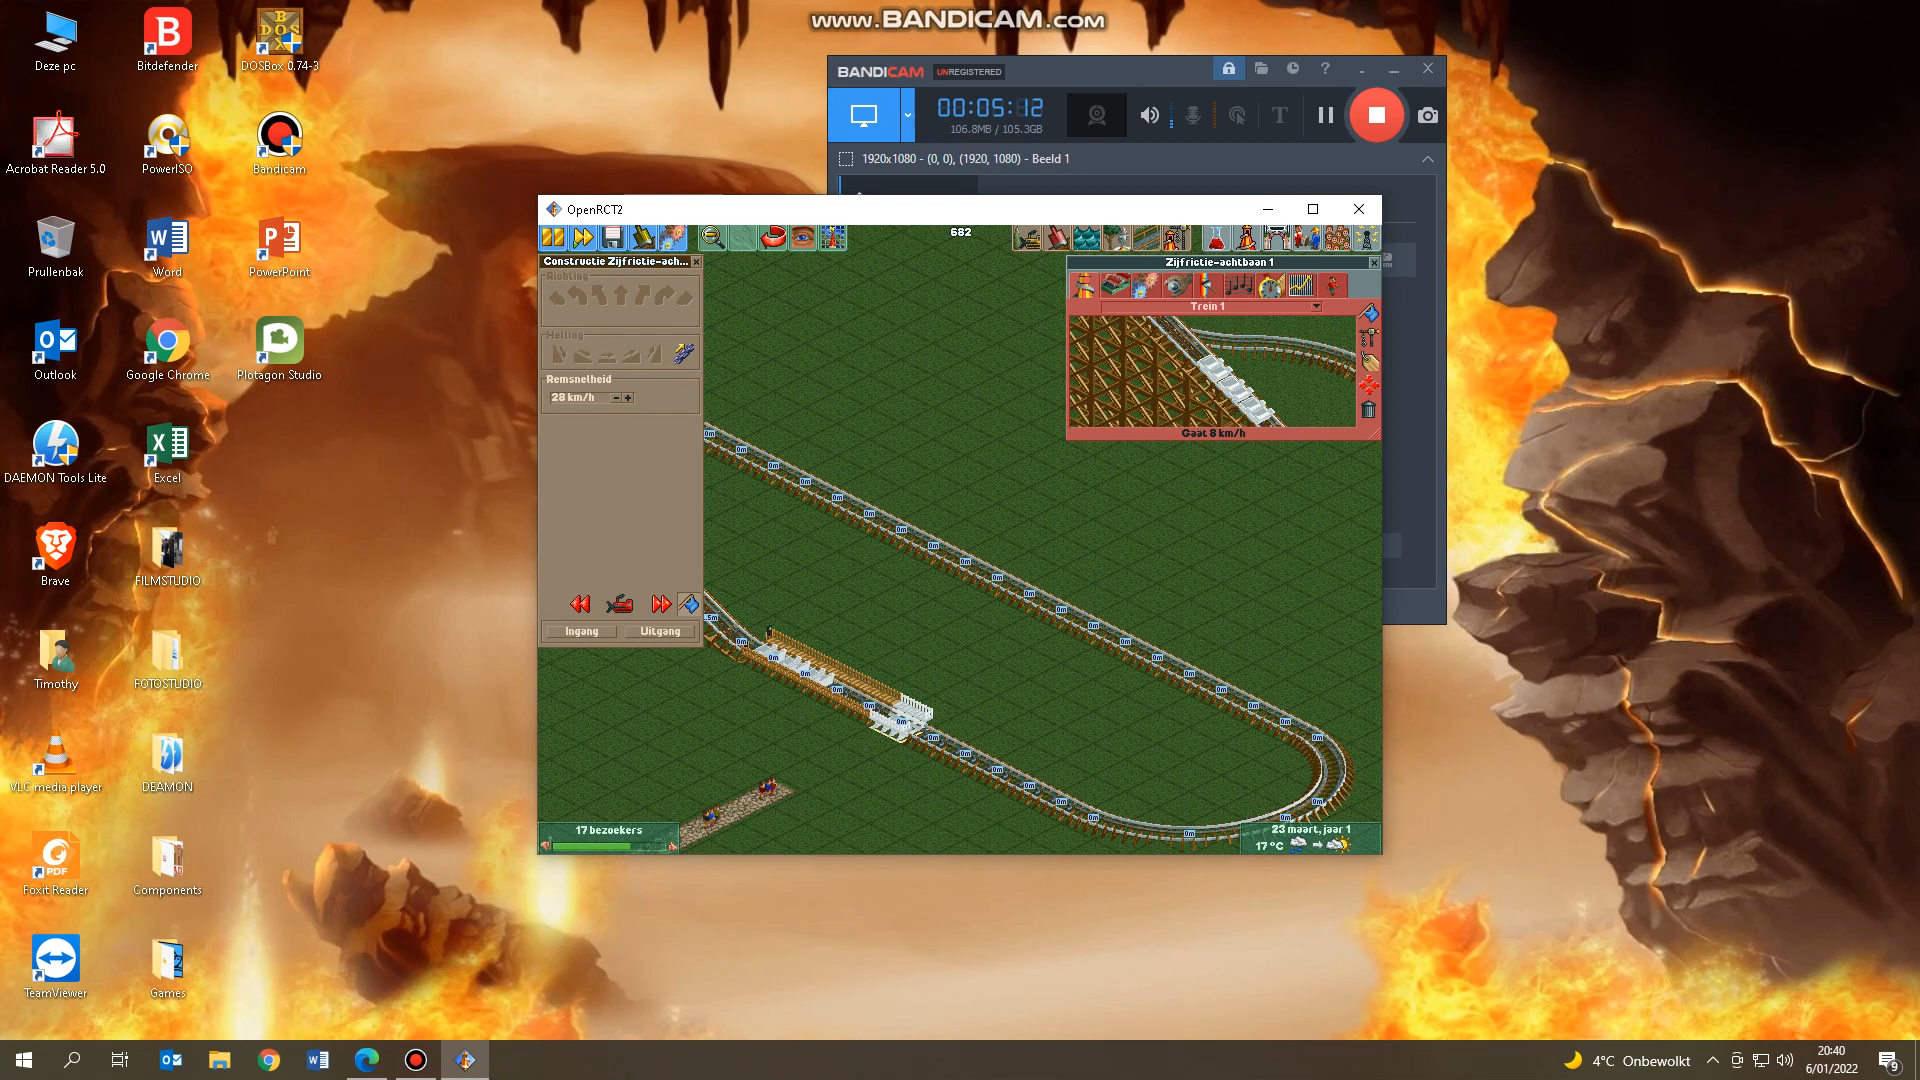 www.BANDICAM.com
Deze pc
Bitdefender
DOSBox 0.74-3
Acrobat Reader 5.0
PowerISO
Bandicam
Prullenbak
Word
PowerPoint
Outlook
Google Chrome
Plotagon Studio
DAEMON Tools Lite
Excel
Brave
FILMSTUDIO
Timothy
FOTOSTUDIO
VLC media player
DEAMON
Foxit Reader
Components
TeamViewer
Games
BANDICAM UNREGISTERED
00:05:12
106.8MB / 105.3GB
1920x1080 - (0, 0), (1920, 1080) - Beeld 1
OpenRCT2
682
Constructie Zijfrictie-ach...
Richting
Helling
Remsnelheid
28 km/h
Ingang
Uitgang
Zijfrictie-achtbaan 1
Trein 1
Gaat 8 km/h
17 bezoekers
23 maart, jaar 1
17°C
4°C Onbewolkt
20:40
6/01/2022
9